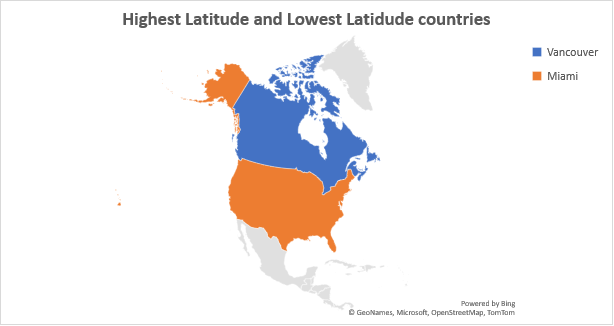 Highest Latitude and Lowest Latidude countries
Vancouver
Miami
Powered by Bing
© GeoNames, Microsoft, OpenStreetMap, TomTom